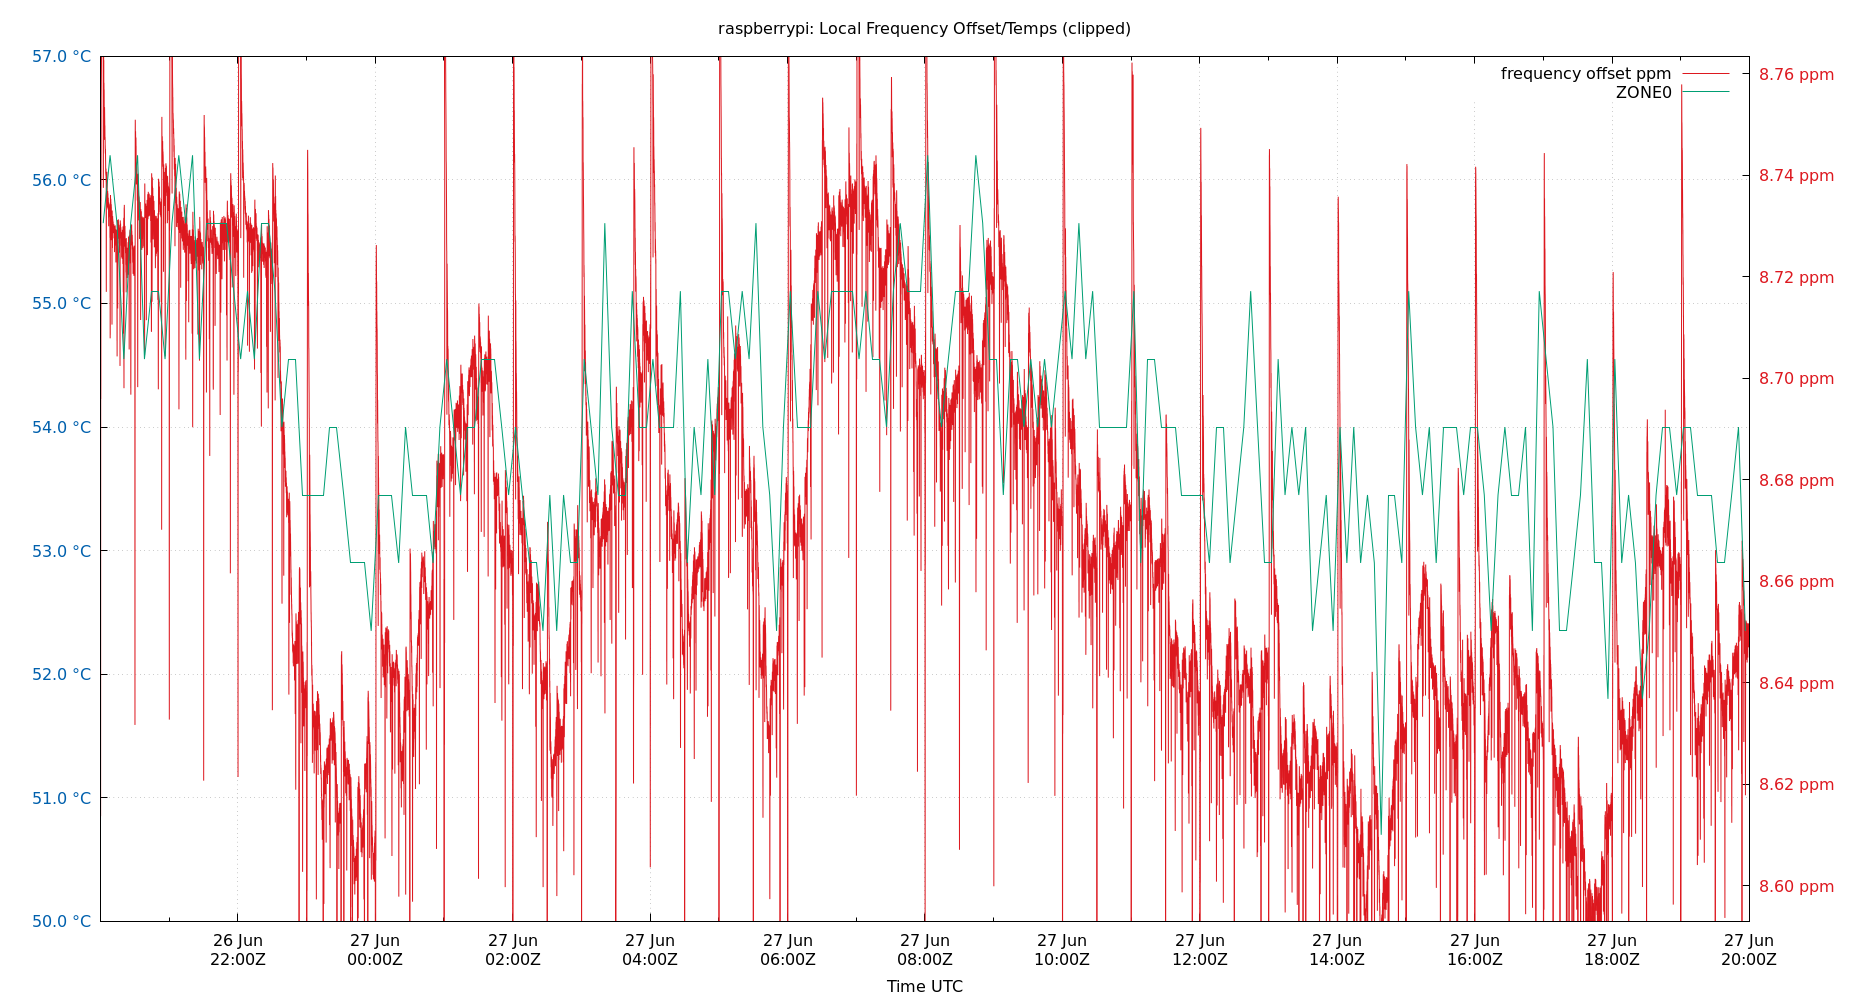 raspberrypi: Local Frequency Offset/Temps (clipped)
frequency offset ppm
ZONE0
57.0 °C
56.0 °C
55.0 °C
54.0 °C
53.0 °C
52.0 °C
51.0 °C
50.0 °C
8.76 ppm
8.74 ppm
8.72 ppm
8.70 ppm
8.68 ppm
8.66 ppm
8.64 ppm
8.62 ppm
8.60 ppm
26 Jun
22:00Z
27 Jun
00:00Z
27 Jun
02:00Z
27 Jun
04:00Z
27 Jun
06:00Z
27 Jun
08:00Z
27 Jun
10:00Z
27 Jun
12:00Z
27 Jun
14:00Z
27 Jun
16:00Z
27 Jun
18:00Z
27 Jun
20:00Z
Time UTC